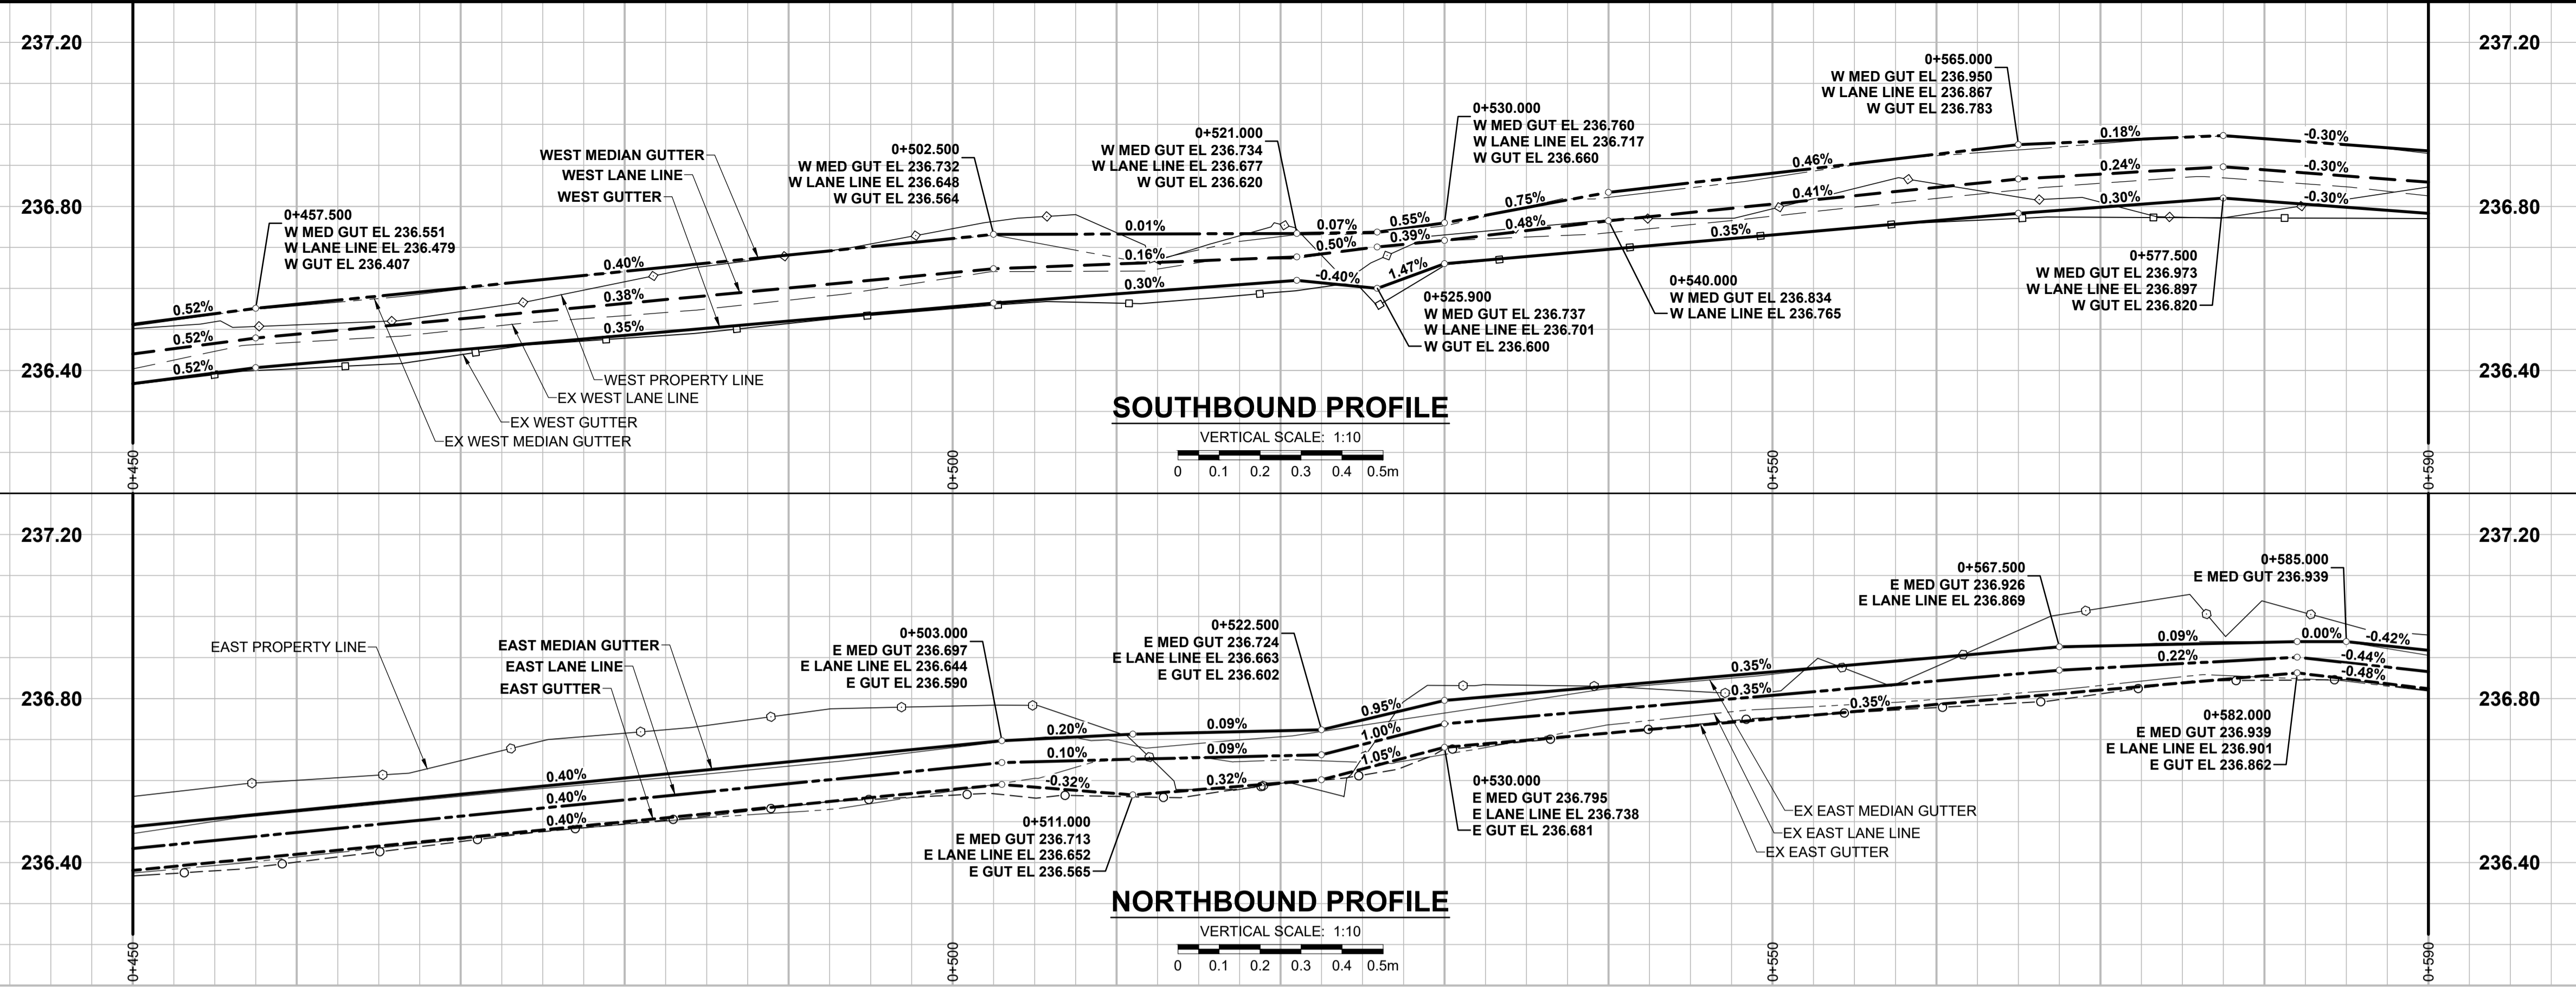 237.20
236.80
236.40
237.20
236.80
236.40
0+457.500
W MED GUT EL 236.551
W LANE LINE EL 236.479
W GUT EL 236.407
WEST MEDIAN GUTTER
WEST LANE LINE
WEST GUTTER
0+502.500
W MED GUT EL 236.732
W LANE LINE EL 236.648
W GUT EL 236.564
0+521.000
W MED GUT EL 236.734
W LANE LINE EL 236.677
W GUT EL 236.620
0+530.000
W MED GUT EL 236.760
W LANE LINE EL 236.717
W GUT EL 236.660
0+565.000
W MED GUT EL 236.950
W LANE LINE EL 236.867
W GUT EL 236.783
0+525.900
W MED GUT EL 236.737
W LANE LINE EL 236.701
W GUT EL 236.600
0+540.000
W MED GUT EL 236.834
W LANE LINE EL 236.765
0+577.500
W MED GUT EL 236.973
W LANE LINE EL 236.897
W GUT EL 236.820
0.52%
0.40%
0.01%
0.07%
0.55%
0.75%
0.46%
0.18%
-0.30%
0.52%
0.38%
0.16%
0.50%
0.39%
0.48%
0.41%
0.24%
-0.30%
0.52%
0.35%
0.30%
-0.40%
1.47%
0.35%
0.30%
-0.30%
WEST PROPERTY LINE
EX WEST LANE LINE
EX WEST GUTTER
EX WEST MEDIAN GUTTER
SOUTHBOUND PROFILE
VERTICAL SCALE: 1:10
0 0.1 0.2 0.3 0.4 0.5m
0+450
0+500
0+550
0+590
237.20
236.80
236.40
237.20
236.80
236.40
EAST PROPERTY LINE
EAST MEDIAN GUTTER
EAST LANE LINE
EAST GUTTER
0+503.000
E MED GUT 236.697
E LANE LINE EL 236.644
E GUT EL 236.590
0+522.500
E MED GUT 236.724
E LANE LINE EL 236.663
E GUT EL 236.602
0+567.500
E MED GUT 236.926
E LANE LINE EL 236.869
0+585.000
E MED GUT 236.939
0.40%
0.20%
0.09%
0.95%
0.35%
0.09%
0.00%
-0.42%
0.40%
0.10%
0.09%
1.00%
0.35%
0.22%
-0.44%
0.40%
-0.32%
0.32%
1.05%
0.35%
-0.48%
0+511.000
E MED GUT 236.713
E LANE LINE EL 236.652
E GUT EL 236.565
0+530.000
E MED GUT 236.795
E LANE LINE EL 236.738
E GUT EL 236.681
0+582.000
E MED GUT 236.939
E LANE LINE EL 236.901
E GUT EL 236.862
EX EAST MEDIAN GUTTER
EX EAST LANE LINE
EX EAST GUTTER
NORTHBOUND PROFILE
VERTICAL SCALE: 1:10
0 0.1 0.2 0.3 0.4 0.5m
0+450
0+500
0+550
0+590